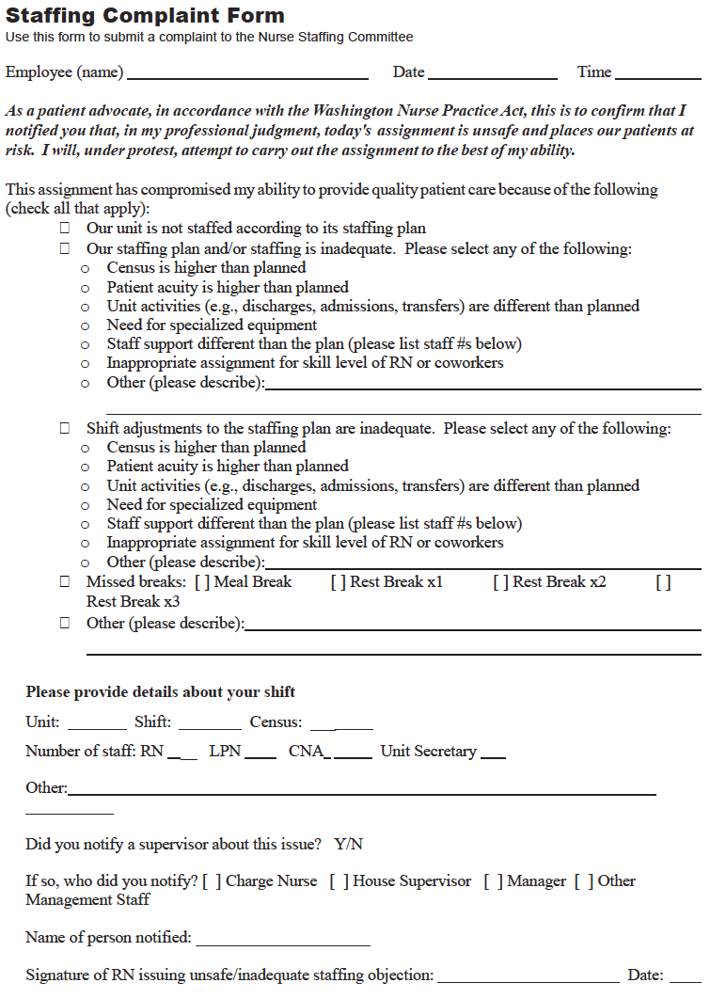 Staffing Complaint Form
Use this form to submit a complaint to the Nurse Staffing Committee
Employee (name) ______ Date ______ Time ______
As a patient advocate, in accordance with the Washington Nurse Practice Act, this is to confirm that I
notified you that, in my professional judgment, today's assignment is unsafe and places our patients at
risk. I will, under protest, attempt to carry out the assignment to the best of my ability.
This assignment has compromised my ability to provide quality patient care because of the following
(check all that apply):
☐ Our unit is not staffed according to its staffing plan
☐ Our staffing plan and/or staffing is inadequate. Please select any of the following:
o Census is higher than planned
o Patient acuity is higher than planned
o Unit activities (e.g., discharges, admissions, transfers) are different than planned
o Need for specialized equipment
o Staff support different than the plan (please list staff #s below)
o Inappropriate assignment for skill level of RN or coworkers
o Other (please describe):______
☐ Shift adjustments to the staffing plan are inadequate. Please select any of the following:
o Census is higher than planned
o Patient acuity is higher than planned
o Unit activities (e.g., discharges, admissions, transfers) are different than planned
o Need for specialized equipment
o Staff support different than the plan (please list staff #s below)
o Inappropriate assignment for skill level of RN or coworkers
o Other (please describe):______
☐ Missed breaks: [ ] Meal Break [ ] Rest Break x1 [ ] Rest Break x2 [ ]
Rest Break x3
☐ Other (please describe):______
Please provide details about your shift
Unit: ______ Shift: ______ Census: ______
Number of staff: RN ____ LPN ____ CNA_ ____ Unit Secretary ___
Other:______
Did you notify a supervisor about this issue? Y/N
If so, who did you notify? [ ] Charge Nurse [ ] House Supervisor [ ] Manager [ ] Other
Management Staff
Name of person notified: ______
Signature of RN issuing unsafe/inadequate staffing objection: ______ Date: ____